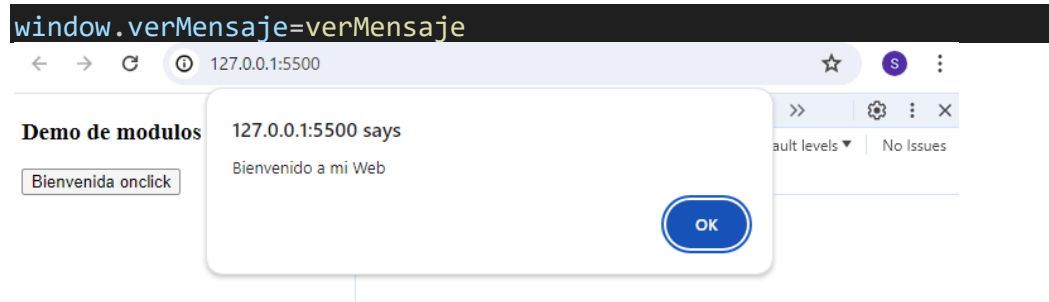 window.verMensaje=verMensaje
127.0.0.1:5500
S
Demo de modulos
127.0.0.1:5500 says
Bienvenido a mi Web
ault levels
No Issues
Bienvenida onclick
OK